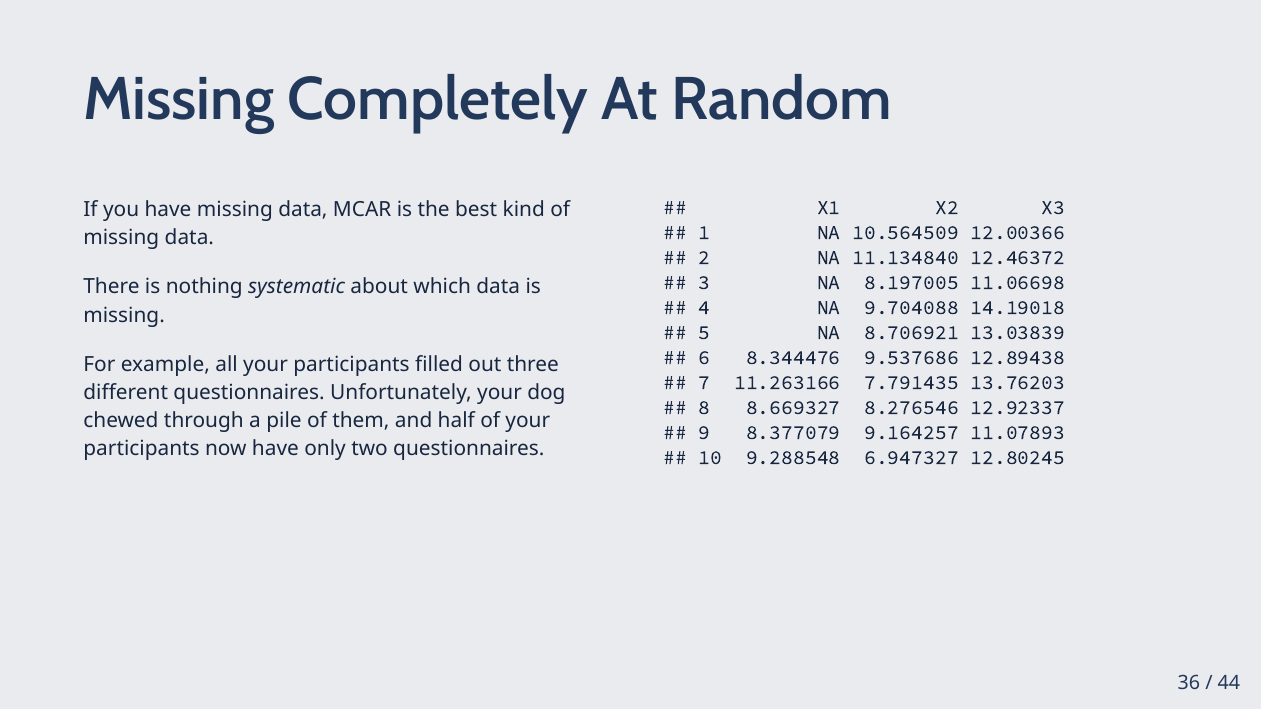 Missing Completely At Random
If you have missing data, MCAR is the best kind of
missing data.
There is nothing systematic about which data is
missing.
For example, all your participants filled out three
different questionnaires. Unfortunately, your dog
chewed through a pile of them, and half of your
participants now have only two questionnaires.
##           X1        X2       X3
## 1         NA 10.564509 12.00366
## 2         NA 11.134840 12.46372
## 3         NA  8.197005 11.06698
## 4         NA  9.704088 14.19018
## 5         NA  8.706921 13.03839
## 6   8.344476  9.537686 12.89438
## 7  11.263166  7.791435 13.76203
## 8   8.669327  8.276546 12.92337
## 9   8.377079  9.164257 11.07893
## 10  9.288548  6.947327 12.80245
36 / 44